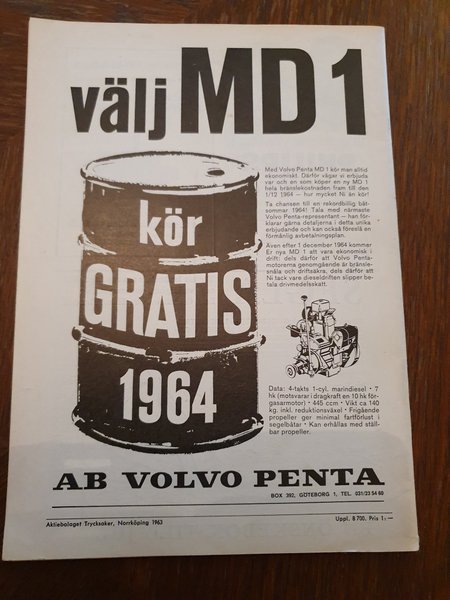 välj MD 1
kör
GRATIS
1964
Med Volvo Penta MD 1 kör man alltid
ekonomiskt. Därför vågar vi erbjuda
var och en som köper en ny MD 1
hela bränslekostnaden fram till den
1/12 1964 — hur mycket Ni än kör!
Ta chansen till en rekordbillig båt-
sommar 1964! Tala med närmaste
Volvo Penta-representant — han för-
klarar gärna detaljerna i detta unika
erbjudande och kan också föreslå en
förmånlig avbetalningsplan.
Även efter 1 december 1964 kommer
Er nya MD 1 att vara ekonomisk i
drift: dels därför att Volvo Penta-
motorerna genomgående är bränsle-
snåla och driftsäkra, dels därför att
Ni tack vare dieseldriften slipper be-
tala drivmedelsskatt.
Data: 4-takts 1-cyl. marindiesel • 7
hk (motsvarar i dragkraft en 10 hk för-
gasarmotor) • 445 ccm • Vikt ca 140
kg. inkl. reduktionsväxel • Frigående
propeller ger minimal fartförlust i
segelbåtar • Kan erhållas med ställ-
bar propeller.
AB VOLVO PENTA
BOX 392, GÖTEBORG 1, TEL. 031/23 54 60
Aktiebolaget Trycksaker, Norrköping 1963
Uppl. 8 700. Pris 1:—